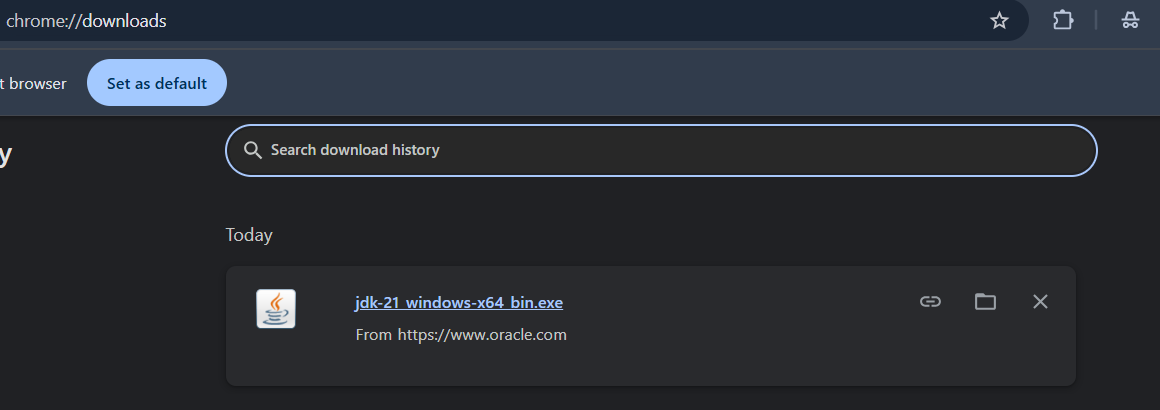 chrome://downloads
t browser Set as default
y
Search download history
Today
jdk-21_windows-x64_bin.exe
From https://www.oracle.com